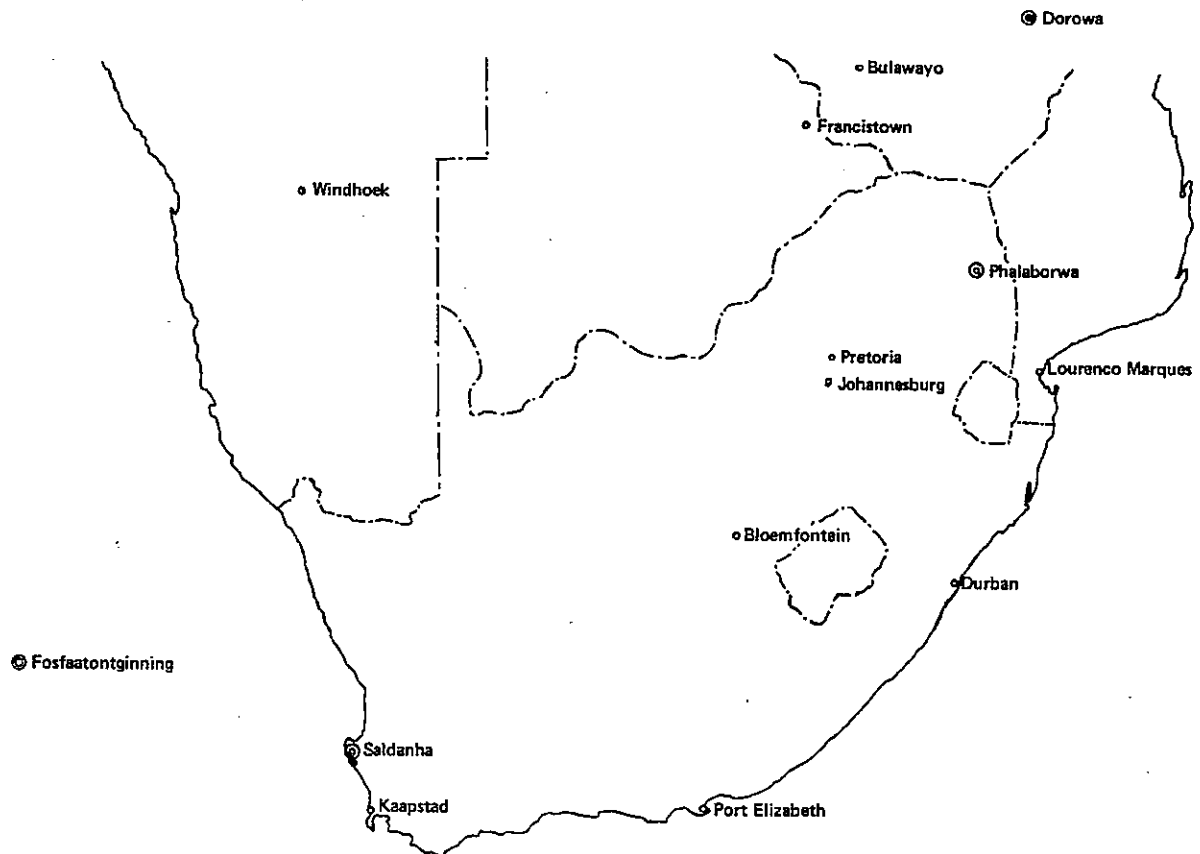 Dorowa
Bulawayo
Francistown
Windhoek
Phalaborwa
Pretoria
Lourenco Marques
Johannesburg
Bloemfontein
Durban
Fosfaatontginning
Saldanha
Kaapstad
Port Elizabeth